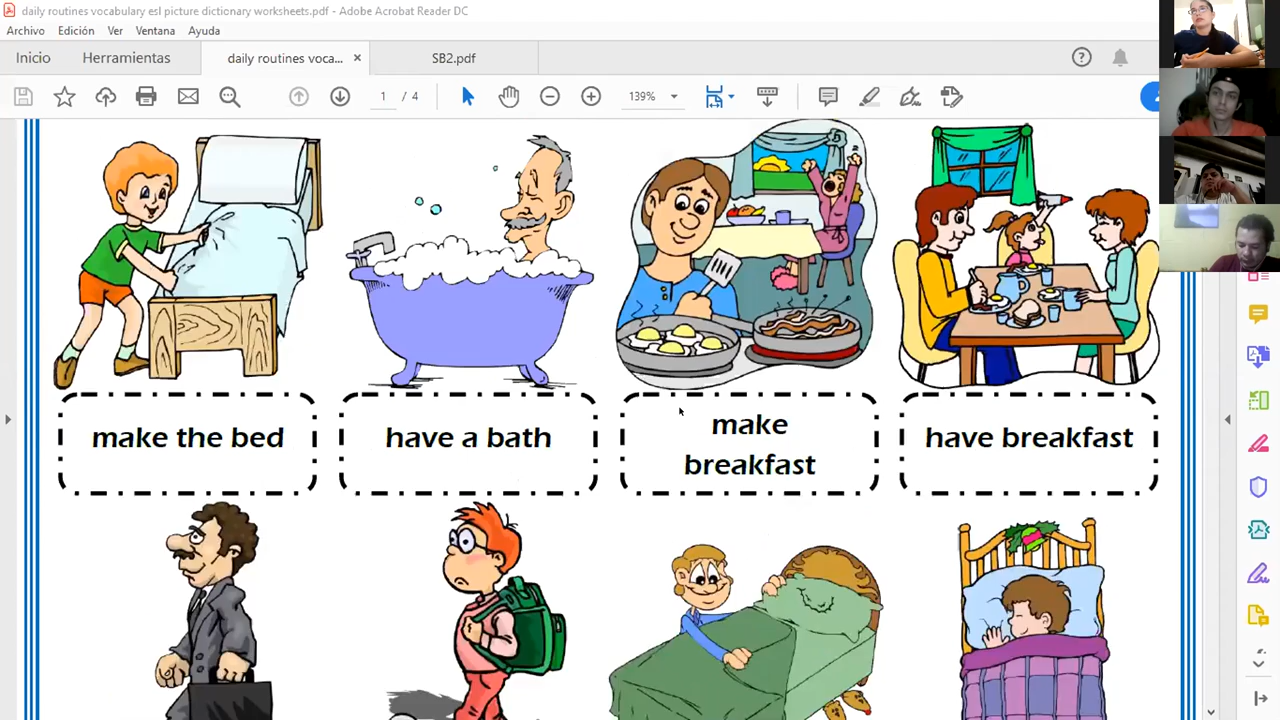 daily routines vocabulary esl picture dictionary worksheets.pdf - Adobe Acrobat Reader DC
Archivo Edición Ver Ventana Ayuda
Inicio Herramientas daily routines voca... × SB2.pdf
1 / 4 139%
make the bed
have a bath
make
breakfast
have breakfast